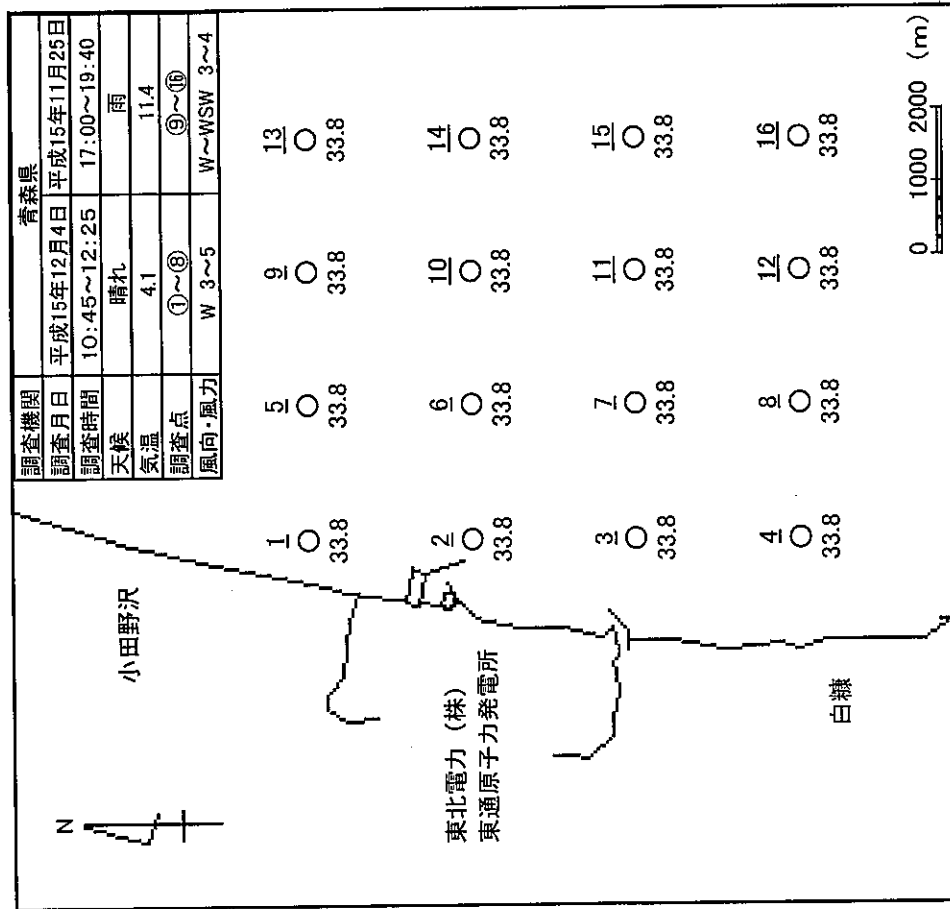 調査機関 青森県
調査月日 平成15年12月4日 平成15年11月25日
調査時間 10:45～12:25 17:00～19:40
天候 晴れ 雨
気温 4.1 11.4
調査点 ①～⑧ ⑨～⑯
風向・風力 W 3～5 W～WSW 3～4
N
小田野沢
1 5 9 13
33.8 33.8 33.8 33.8
東北電力（株）
東通原子力発電所
2 6 10 14
33.8 33.8 33.8 33.8
3 7 11 15
33.8 33.8 33.8 33.8
白糠
4 8 12 16
33.8 33.8 33.8 33.8
0 1000 2000 (m)